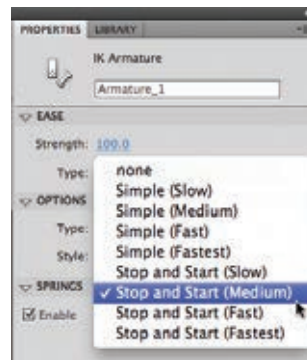 PROPERTIES LIBRARY
IK Armature
Armature_1
EASE
Strength: 100.0
Type:
none
Simple (Slow)
Simple (Medium)
OPTIONS
Type:
Simple (Fast)
Simple (Fastest)
Style:
Stop and Start (Slow)
SPRINGS
✓ Stop and Start (Medium)
Enable
Stop and Start (Fast)
Stop and Start (Fastest)